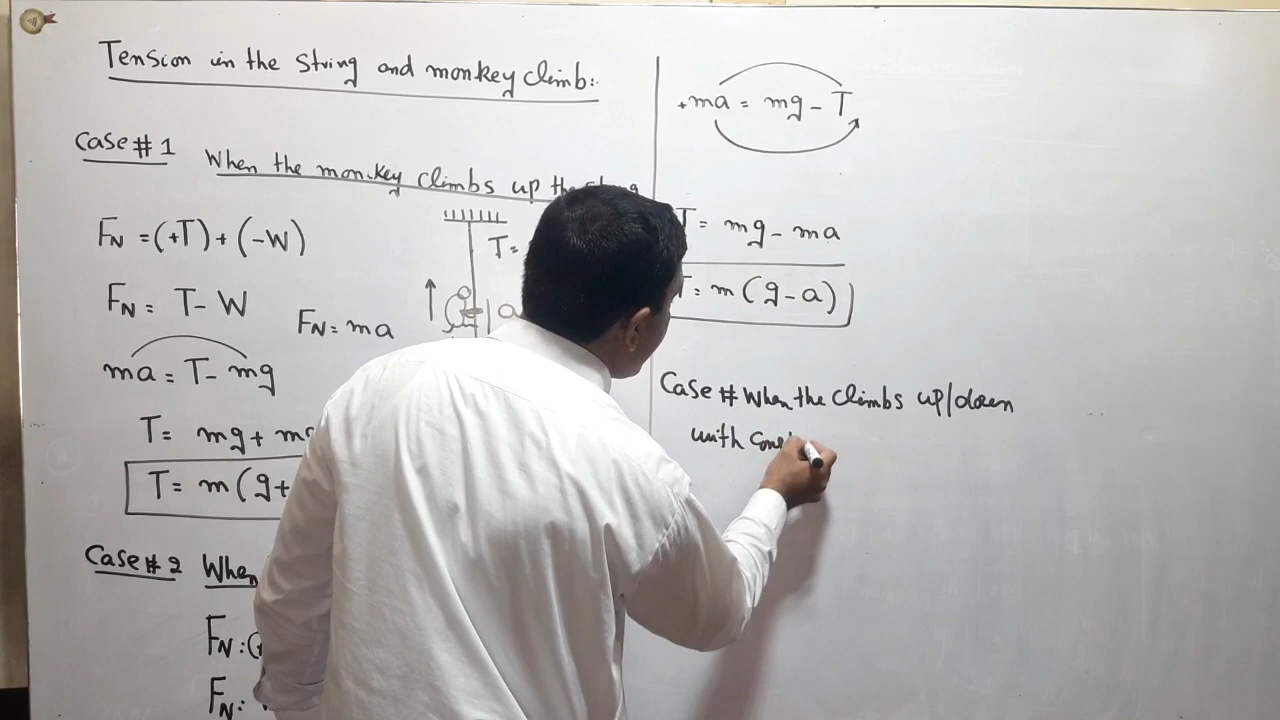 Tension in the string and monkey climb:-
Case # 1 When the monkey climbs up the
FN = (+T) + (-W)
T =
FN = T - W
FN = ma
a
ma = T - mg
T = mg + m
T = m(g+
Case # 2 When
FN :(
FN :
+ma = mg - T
T = mg - ma
T = m(g - a)
Case # When the Climbs up/down
with